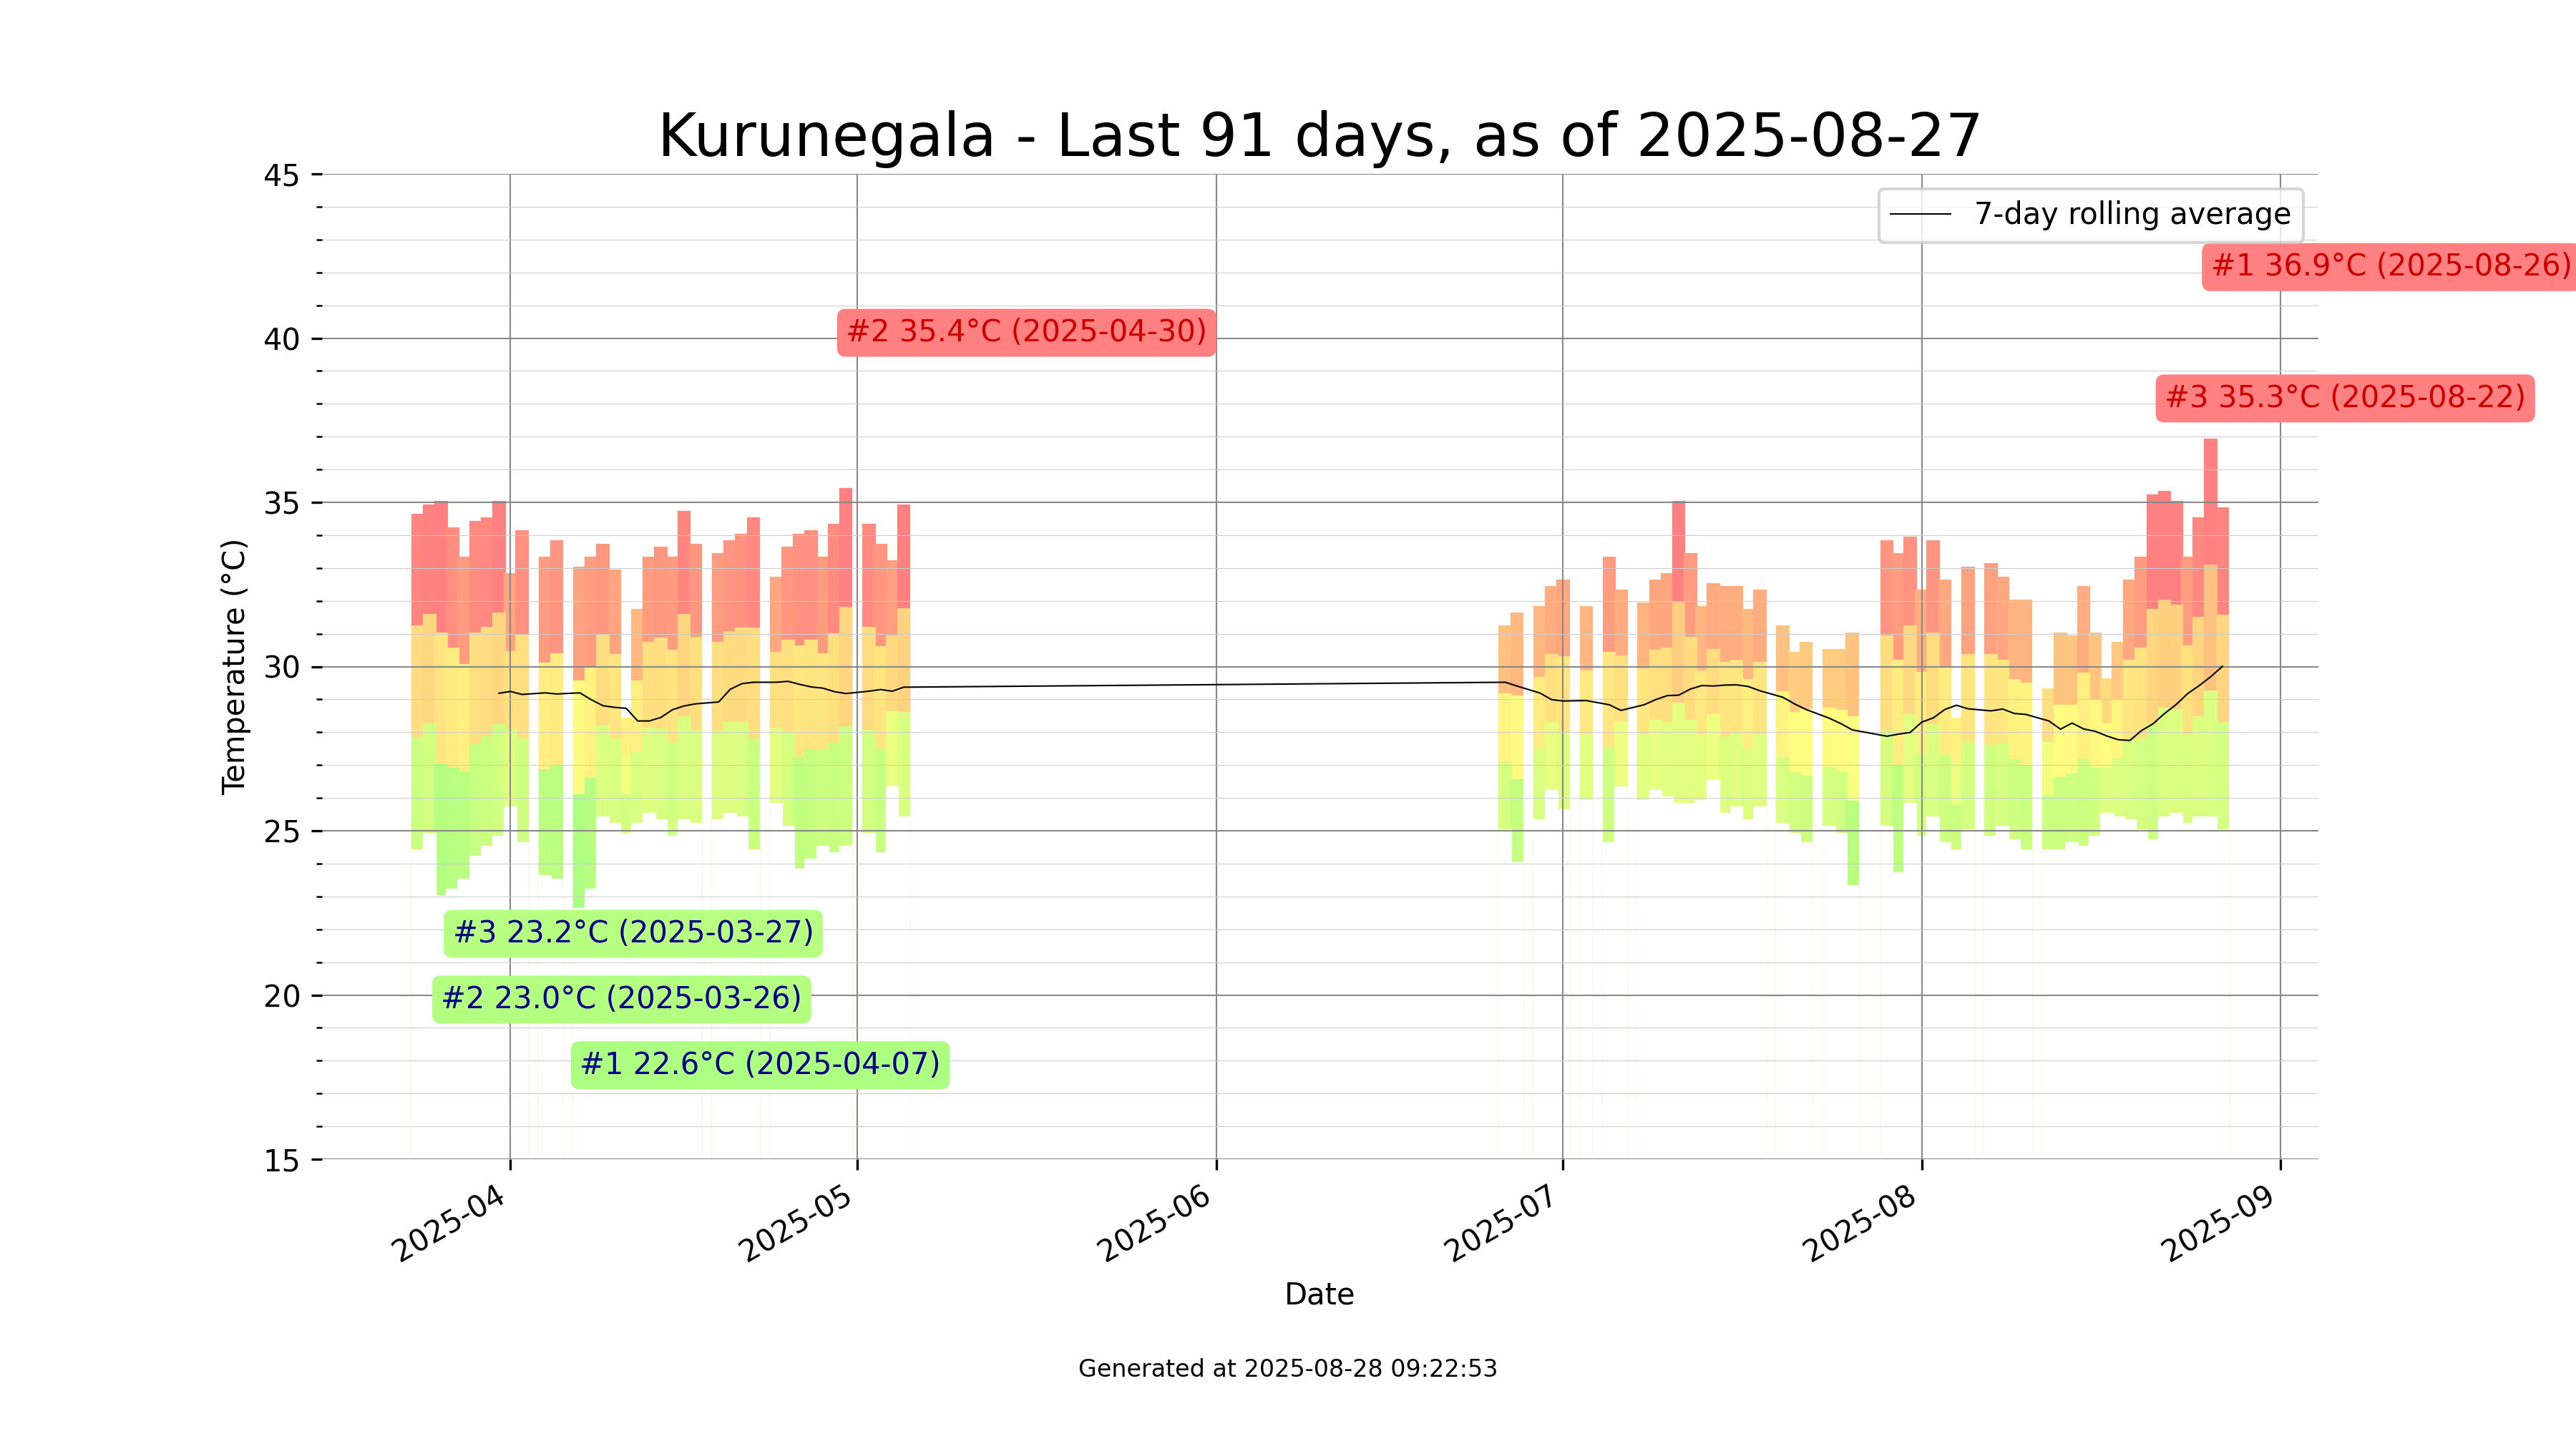 Kurunegala - Last 91 days, as of 2025-08-27
45
40
35
30
25
20
15
Temperature (°C)
7-day rolling average
#1 36.9°C (2025-08-26)
#2 35.4°C (2025-04-30)
#3 35.3°C (2025-08-22)
#3 23.2°C (2025-03-27)
#2 23.0°C (2025-03-26)
#1 22.6°C (2025-04-07)
2025-04
2025-05
2025-06
2025-07
2025-08
2025-09
Date
Generated at 2025-08-28 09:22:53